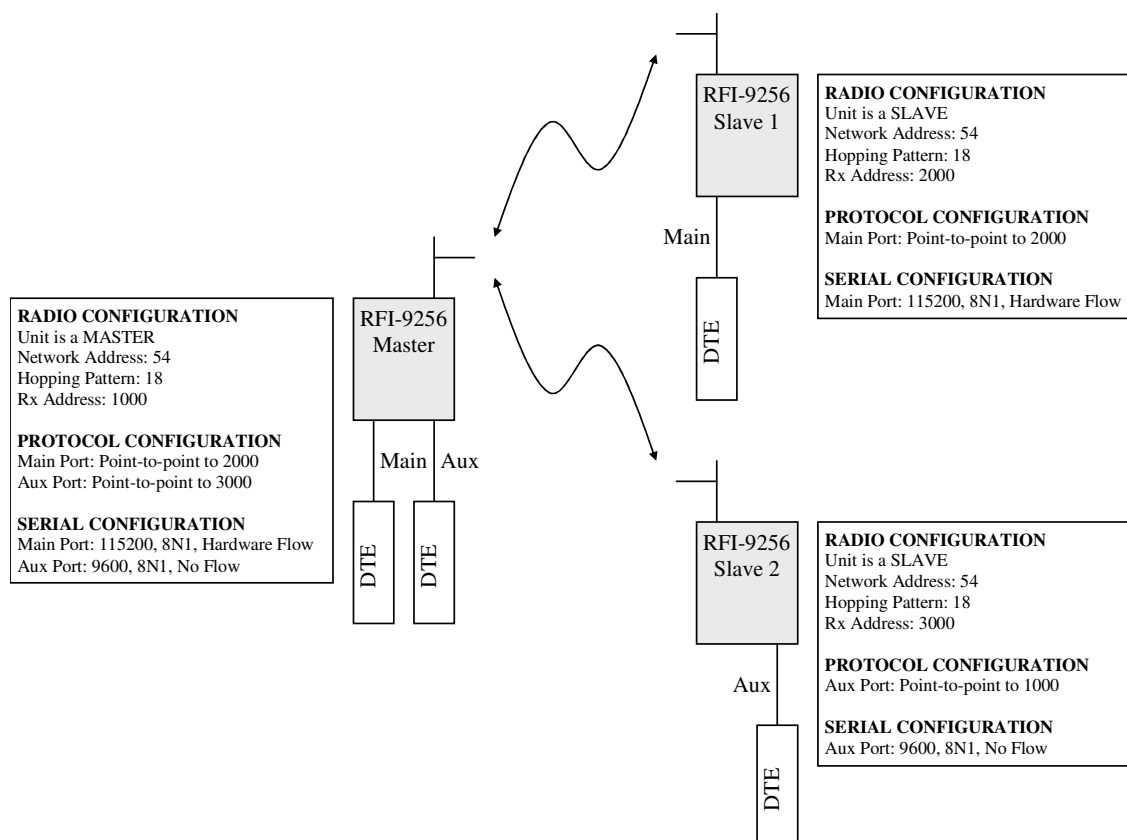 RFI-9256
Slave 1
Main
DTE
RADIO CONFIGURATION
Unit is a SLAVE
Network Address: 54
Hopping Pattern: 18
Rx Address: 2000
PROTOCOL CONFIGURATION
Main Port: Point-to-point to 2000
SERIAL CONFIGURATION
Main Port: 115200, 8N1, Hardware Flow
RADIO CONFIGURATION
Unit is a MASTER
Network Address: 54
Hopping Pattern: 18
Rx Address: 1000
PROTOCOL CONFIGURATION
Main Port: Point-to-point to 2000
Aux Port: Point-to-point to 3000
SERIAL CONFIGURATION
Main Port: 115200, 8N1, Hardware Flow
Aux Port: 9600, 8N1, No Flow
RFI-9256
Master
Main
Aux
DTE
DTE
RFI-9256
Slave 2
Aux
DTE
RADIO CONFIGURATION
Unit is a SLAVE
Network Address: 54
Hopping Pattern: 18
Rx Address: 3000
PROTOCOL CONFIGURATION
Aux Port: Point-to-point to 1000
SERIAL CONFIGURATION
Aux Port: 9600, 8N1, No Flow